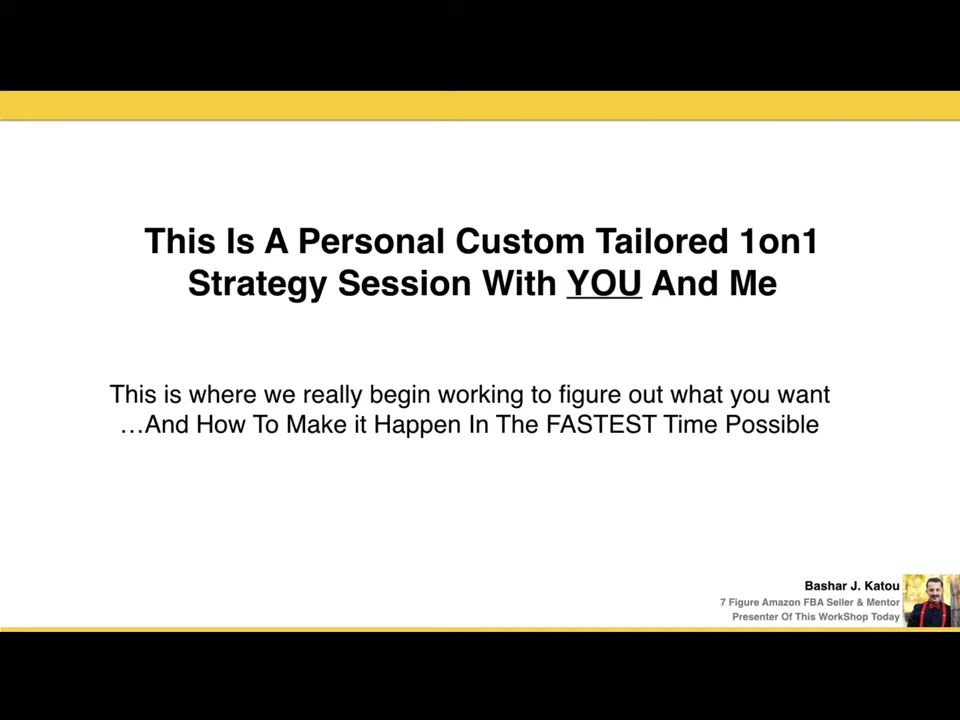 This Is A Personal Custom Tailored 1on1
Strategy Session With YOU And Me
This is where we really begin working to figure out what you want
…And How To Make it Happen In The FASTEST Time Possible
Bashar J. Katou
7 Figure Amazon FBA Seller & Mentor
Presenter Of This WorkShop Today